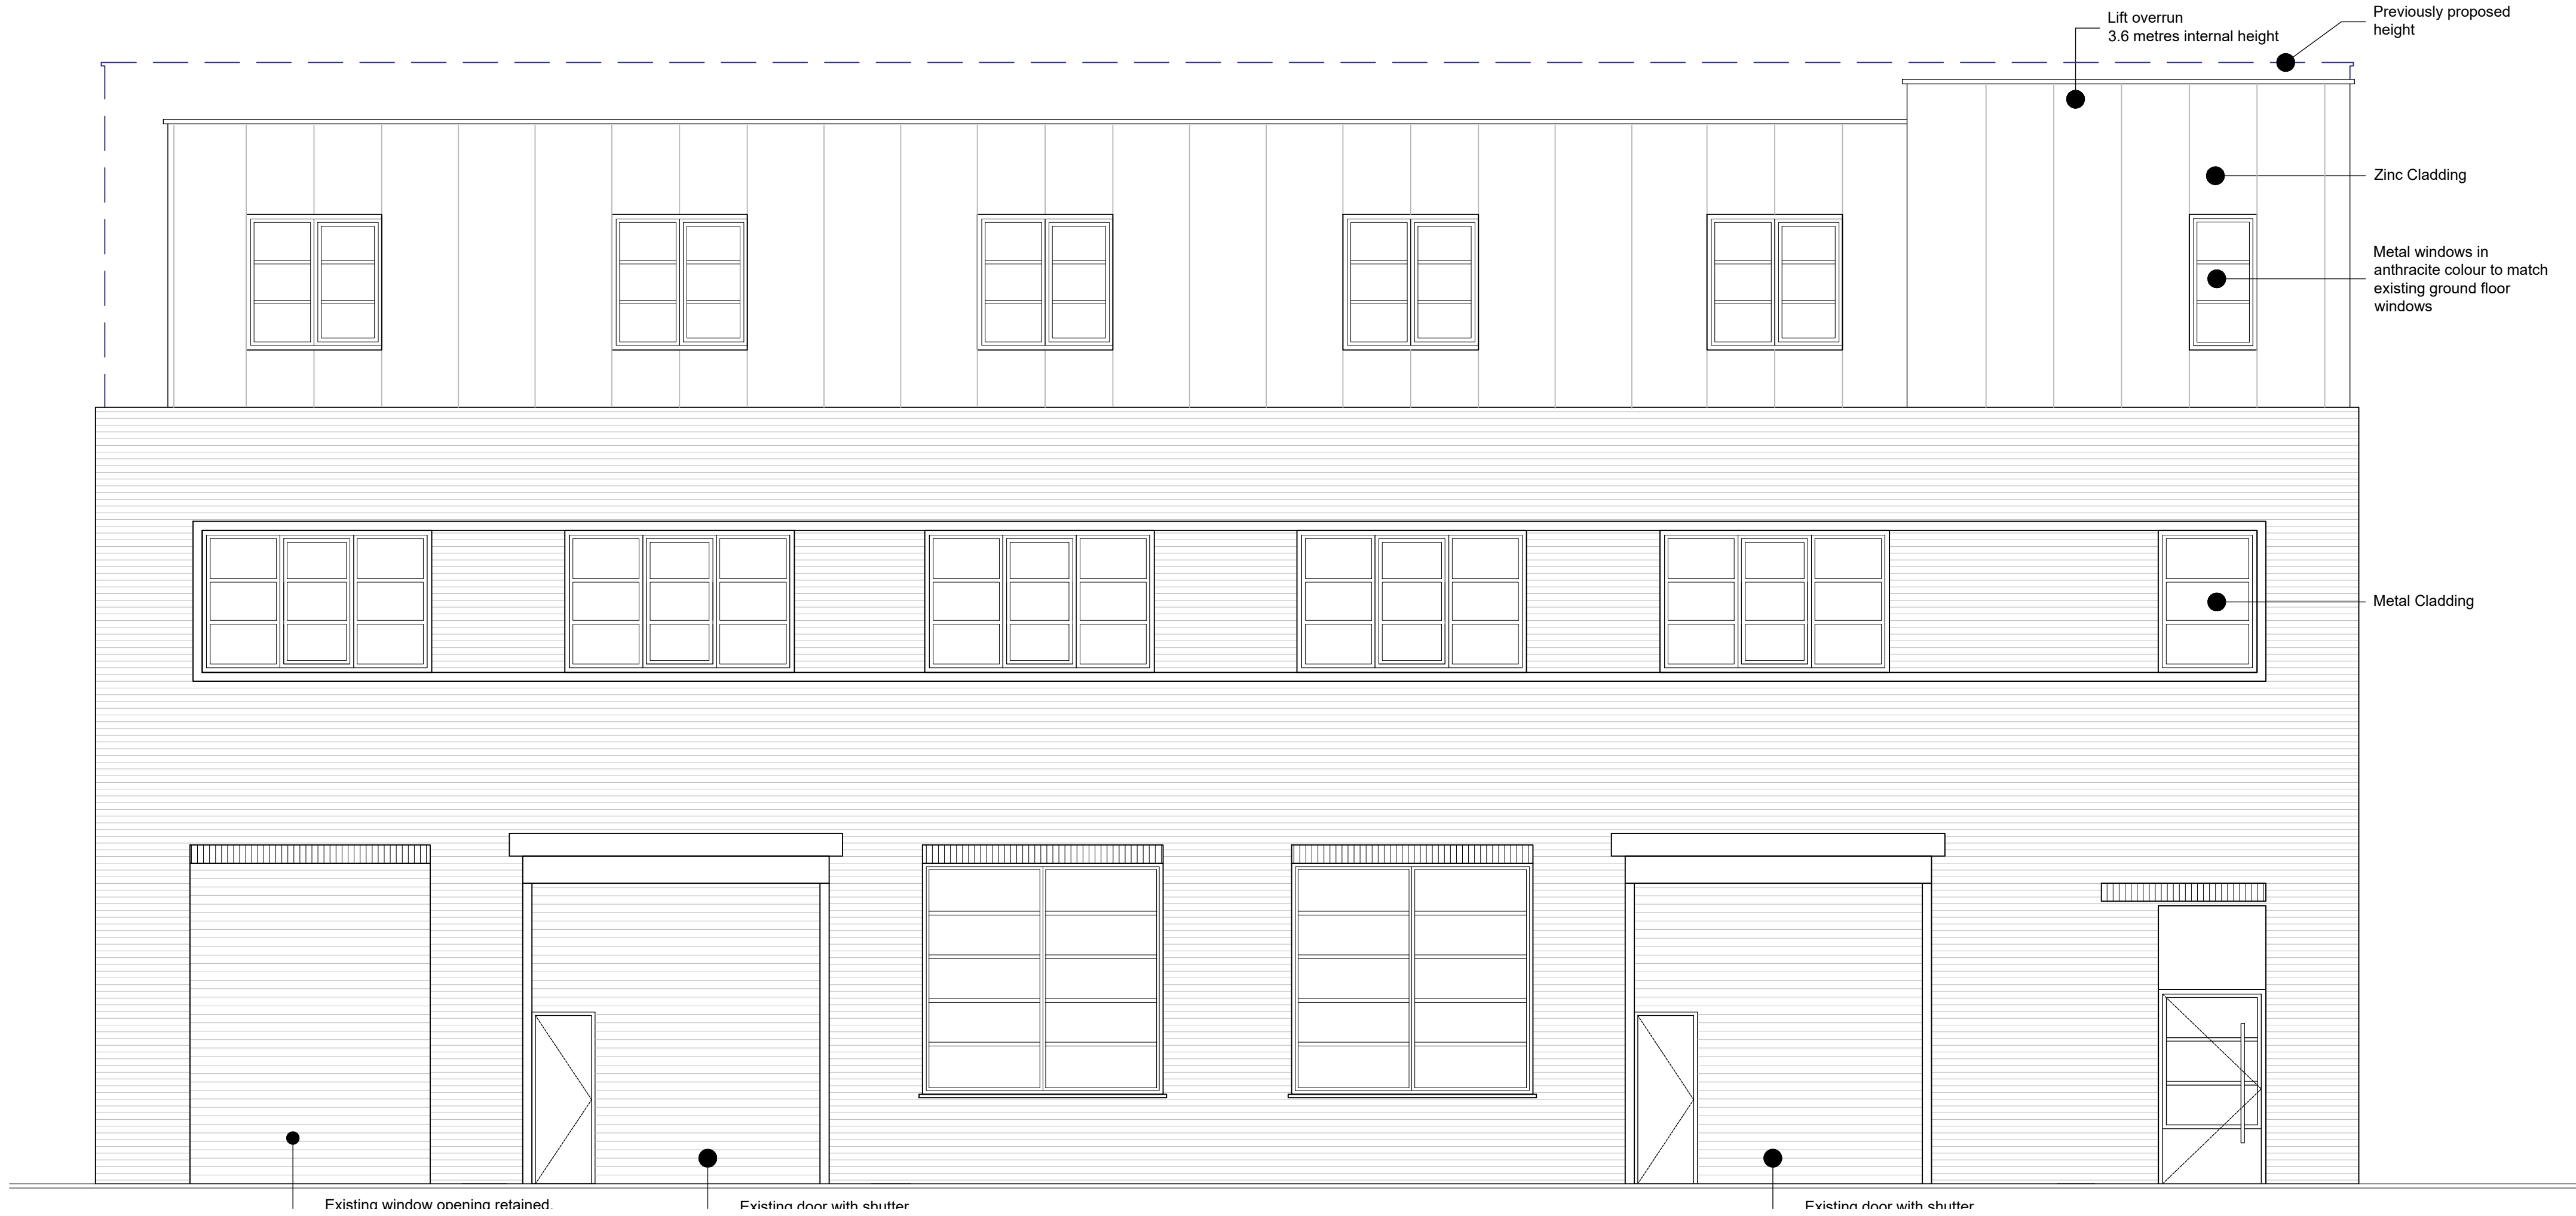 Lift overrun
3.6 metres internal height
Previously proposed
height
Zinc Cladding
Metal windows in
anthracite colour to match
existing ground floor
windows
Metal Cladding
Existing window opening retained.
Existing door with shutter
Existing door with shutter